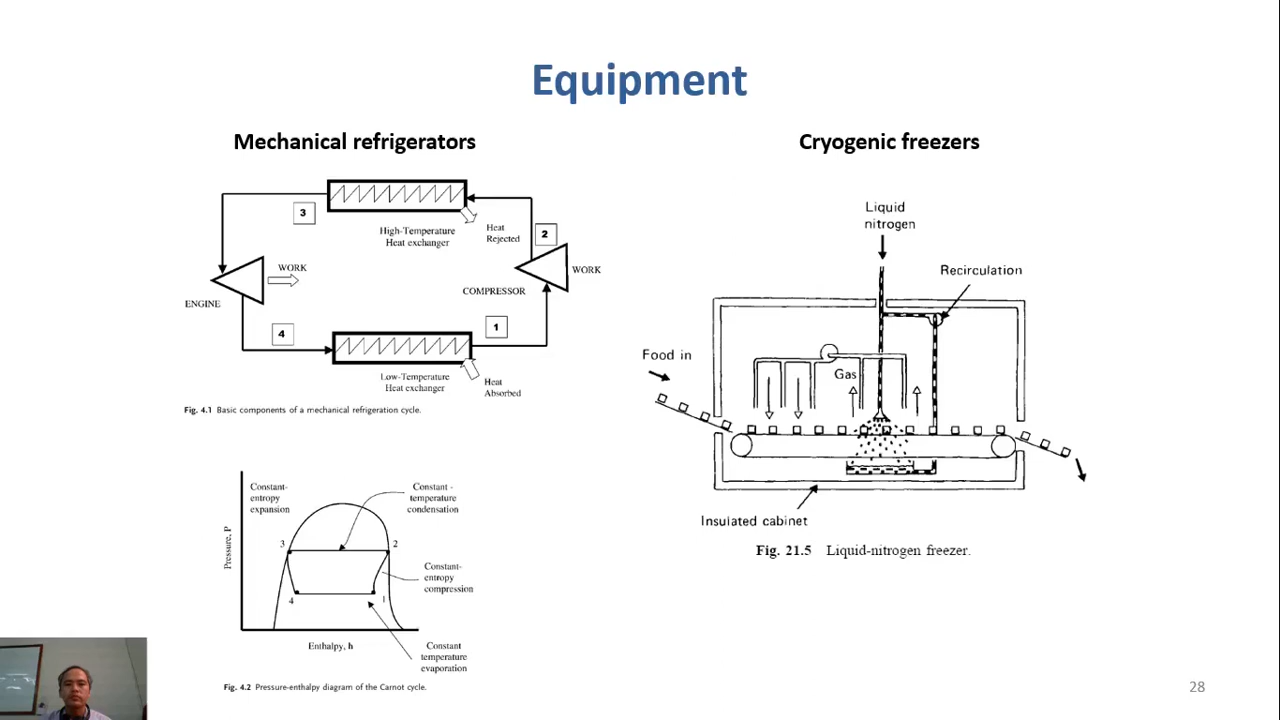 Equipment
Mechanical refrigerators
3
High-Temperature
Heat exchanger
Heat
Rejected
2
WORK
ENGINE
COMPRESSOR
WORK
4
1
Low-Temperature
Heat exchanger
Heat
Absorbed
Fig. 4.1 Basic components of a mechanical refrigeration cycle.
Constant-
entropy
expansion
Constant -
temperature
condensation
Pressure, P
3
2
Constant-
entropy
compression
4
1
Enthalpy, h
Constant
temperature
evaporation
Fig. 4.2 Pressure-enthalpy diagram of the Carnot cycle.
Cryogenic freezers
Liquid
nitrogen
Recirculation
Food in
Gas
Insulated cabinet
Fig. 21.5 Liquid-nitrogen freezer.
28